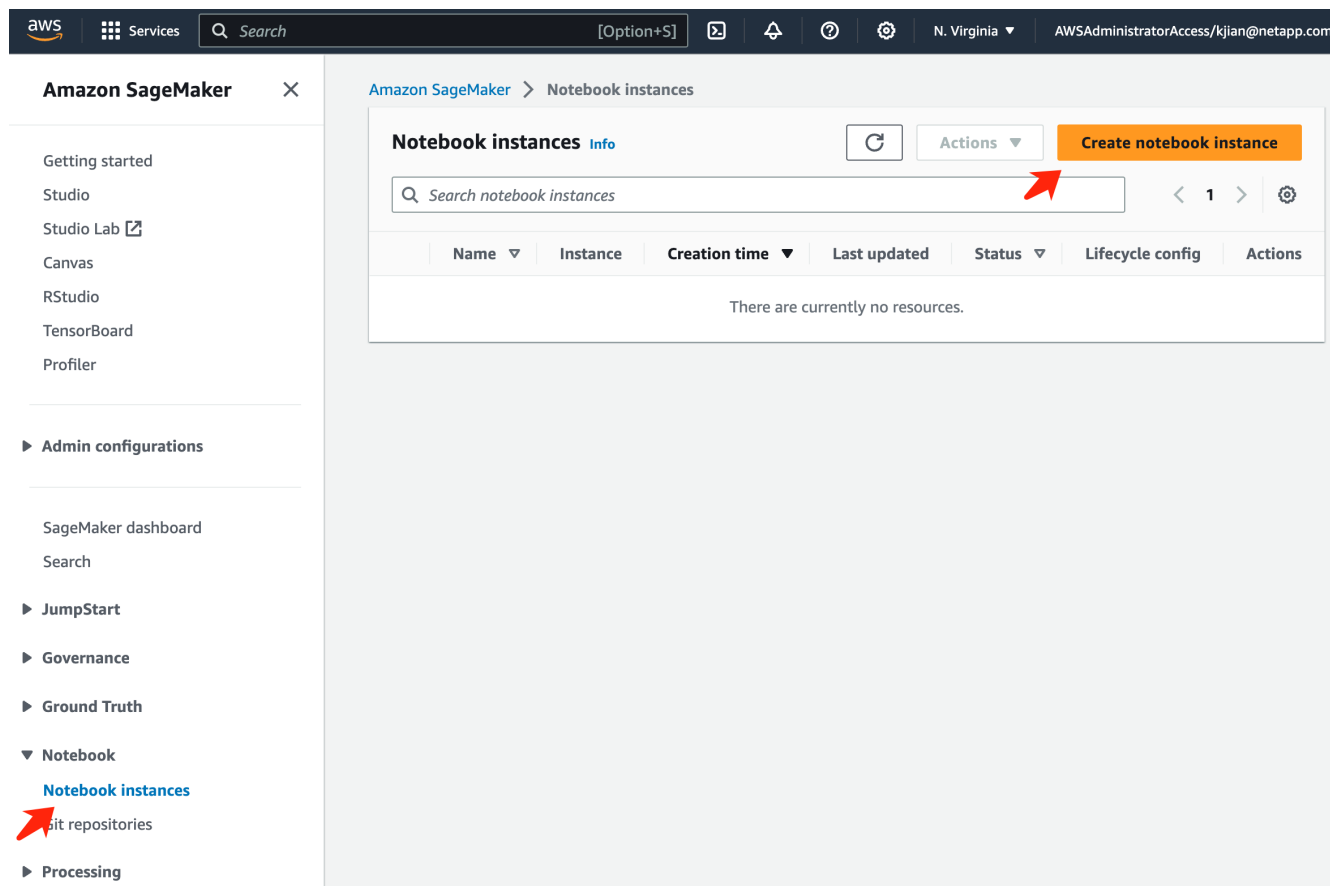 aws Services Search [Option+S] N. Virginia AWSAdministratorAccess/kjian@netapp.com
Amazon SageMaker
Getting started
Studio
Studio Lab
Canvas
RStudio
TensorBoard
Profiler
Admin configurations
SageMaker dashboard
Search
JumpStart
Governance
Ground Truth
Notebook
Notebook instances
Git repositories
Processing
Amazon SageMaker > Notebook instances
Notebook instances Info Actions Create notebook instance
Search notebook instances 1
Name Instance Creation time Last updated Status Lifecycle config Actions
There are currently no resources.